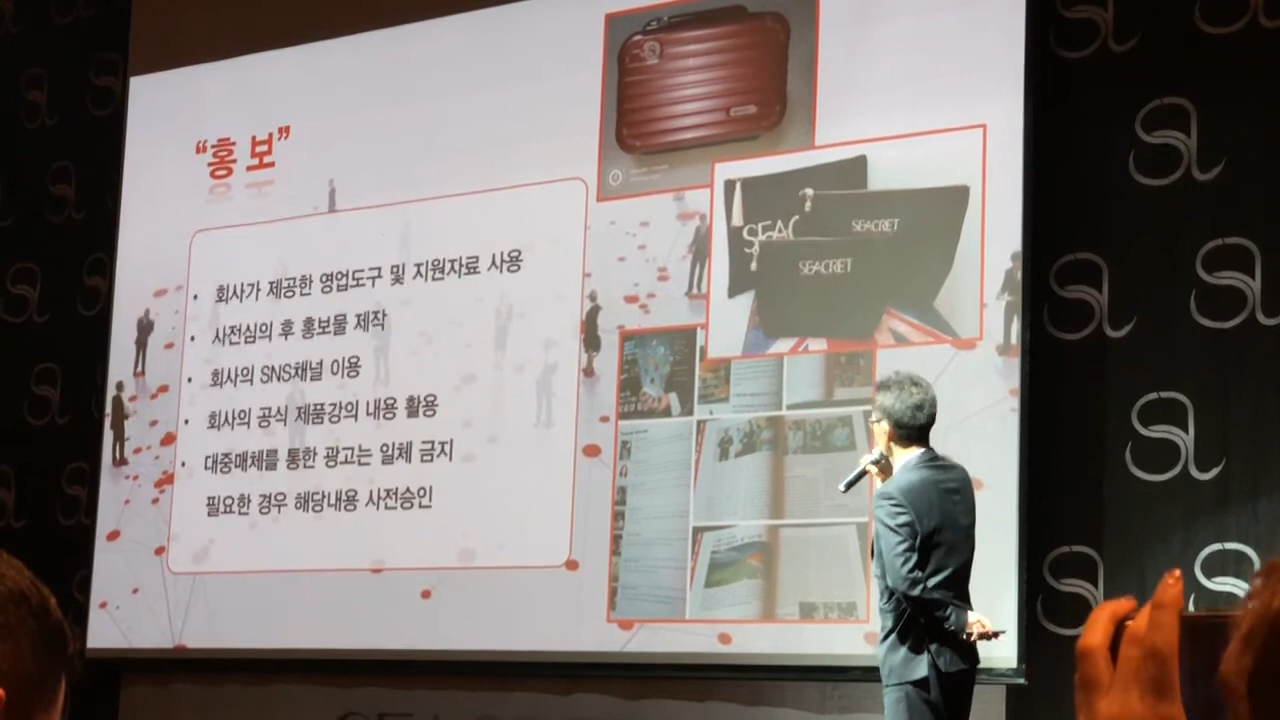 “홍 보”
• 회사가 제공한 영업도구 및 지원자료 사용
• 사전심의 후 홍보물 제작
• 회사의 SNS채널 이용
• 회사의 공식 제품강의 내용 활용
• 대중매체를 통한 광고는 일체 금지
필요한 경우 해당내용 사전승인
SEAC
SEACRET
SEACRET